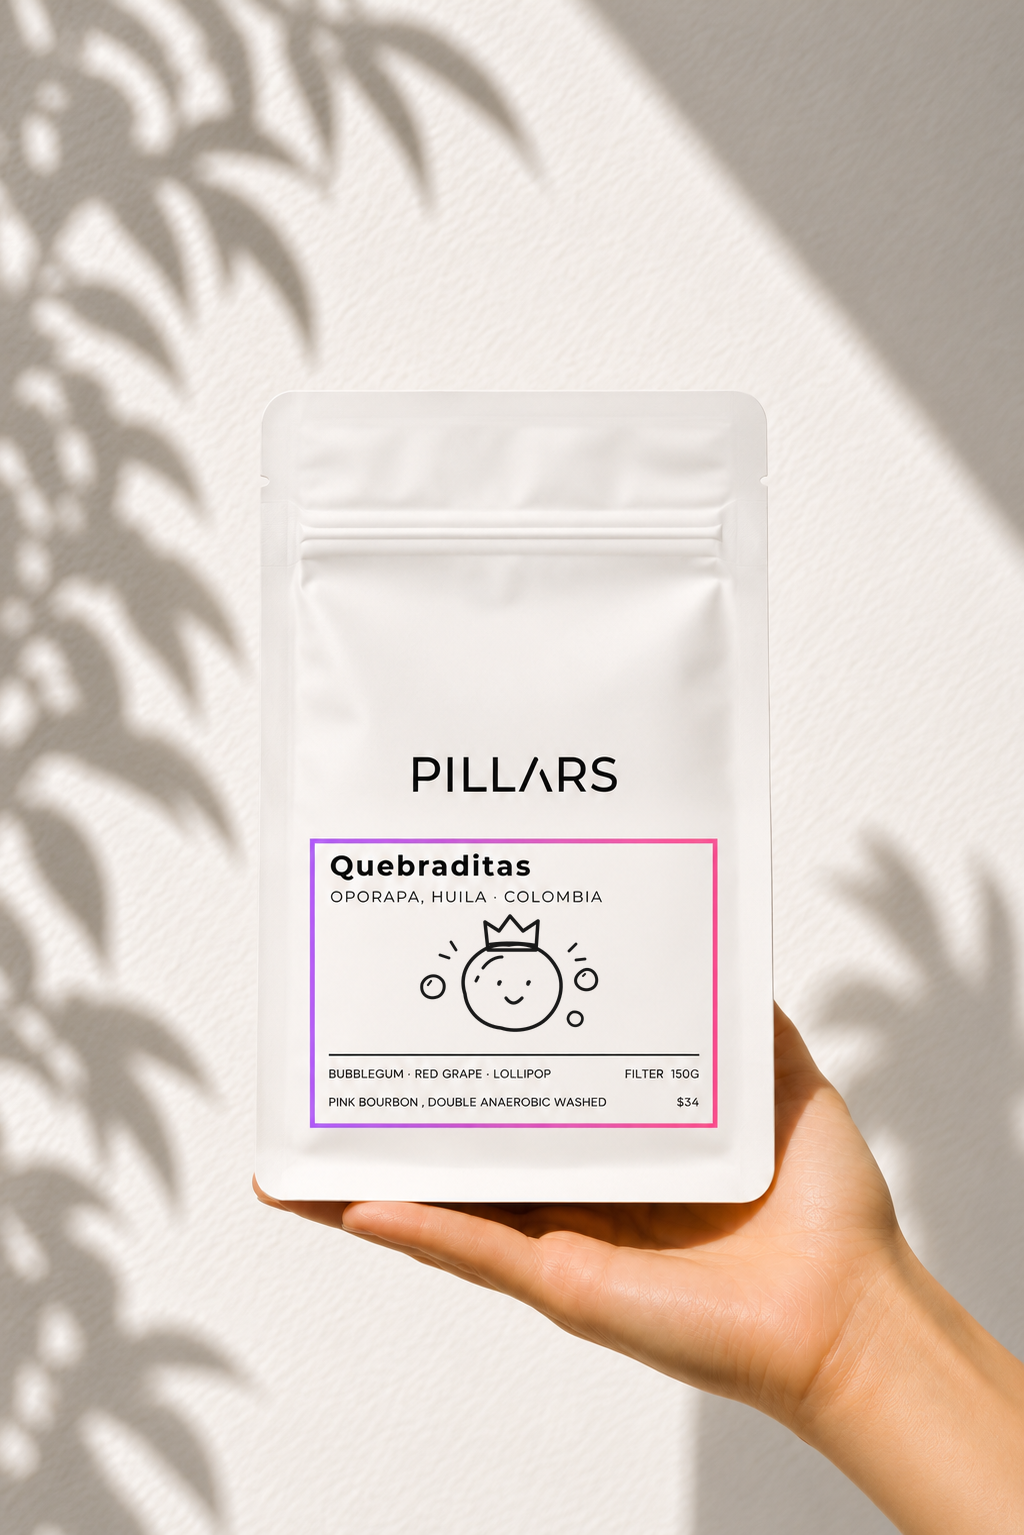 PILLARS
Quebraditas
OPORAPA, HUILA · COLOMBIA
BUBBLEGUM · RED GRAPE · LOLLIPOP FILTER 150G
PINK BOURBON , DOUBLE ANAEROBIC WASHED $34